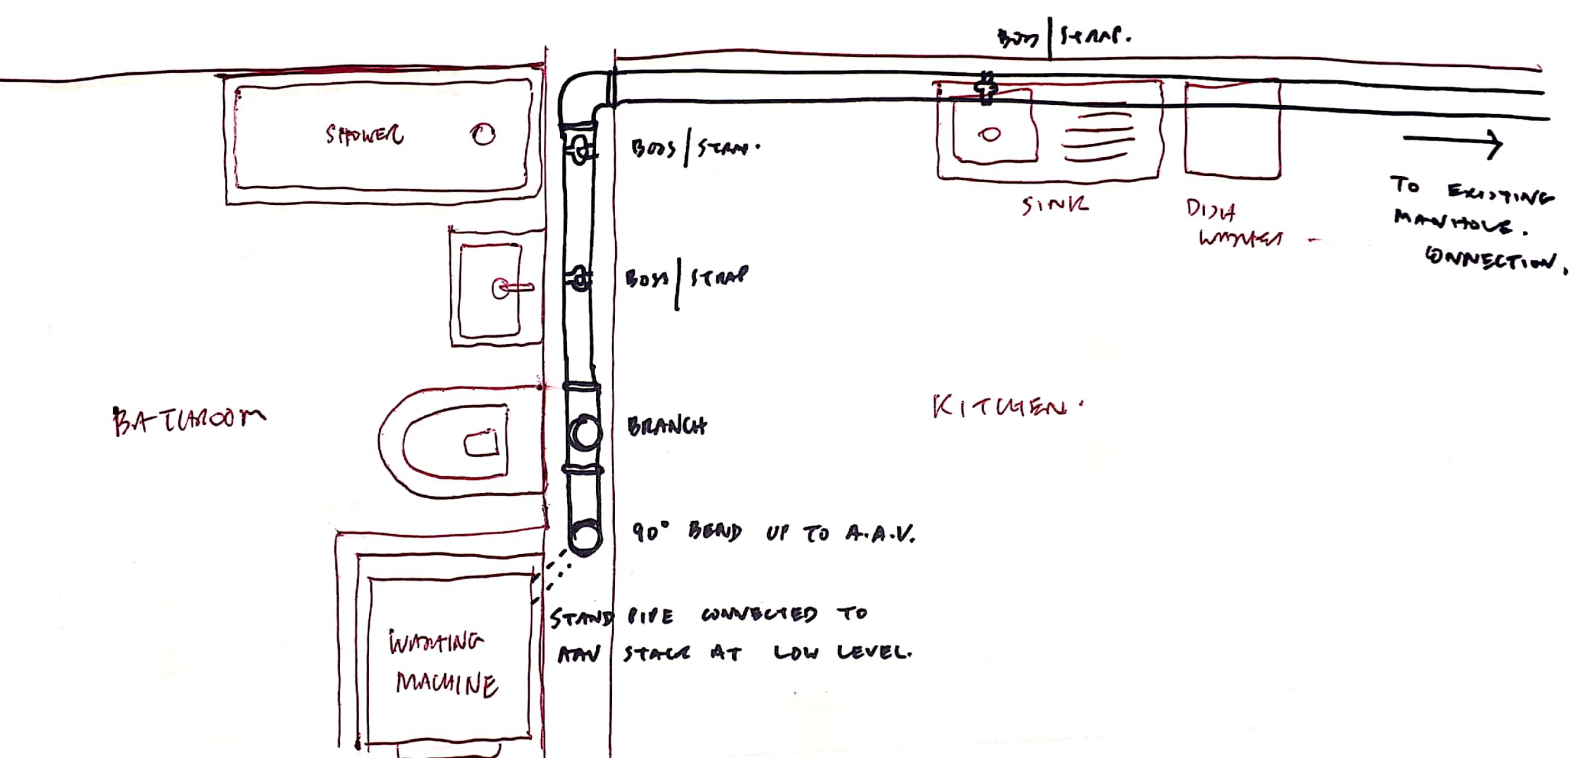 BOSS/STRAP.
SHOWER
BOSS/STRAP.
TO EXISTING
MANHOLE.
CONNECTION.
SINK
DISH
WASHER -
BOSS/STRAP
BATHROOM
BRANCH
KITCHEN.
90° BEND UP TO A.A.V.
STAND PIPE CONNECTED TO
AAV STACK AT LOW LEVEL.
WASHING
MACHINE